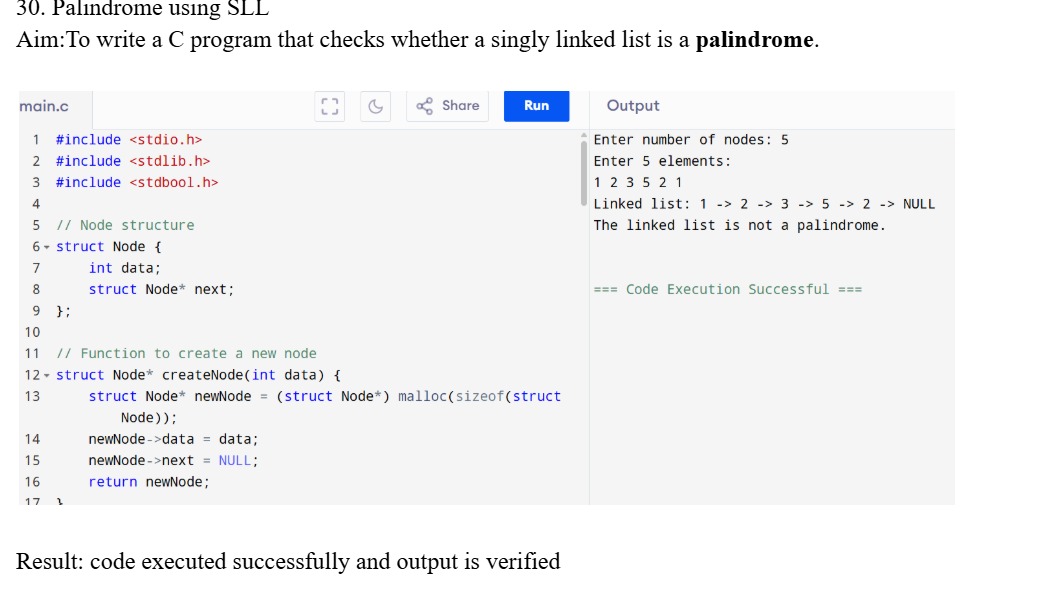 30. Palindrome using SLL
Aim:To write a C program that checks whether a singly linked list is a palindrome.
main.c
Share
Run
Output
1 #include <stdio.h>
2 #include <stdlib.h>
3 #include <stdbool.h>
4
5 // Node structure
6 struct Node {
7 int data;
8 struct Node* next;
9 };
10
11 // Function to create a new node
12 struct Node* createNode(int data) {
13 struct Node* newNode = (struct Node*) malloc(sizeof(struct
Node));
14 newNode->data = data;
15 newNode->next = NULL;
16 return newNode;
17 }
Enter number of nodes: 5
Enter 5 elements:
1 2 3 5 2 1
Linked list: 1 -> 2 -> 3 -> 5 -> 2 -> NULL
The linked list is not a palindrome.
=== Code Execution Successful ===
Result: code executed successfully and output is verified